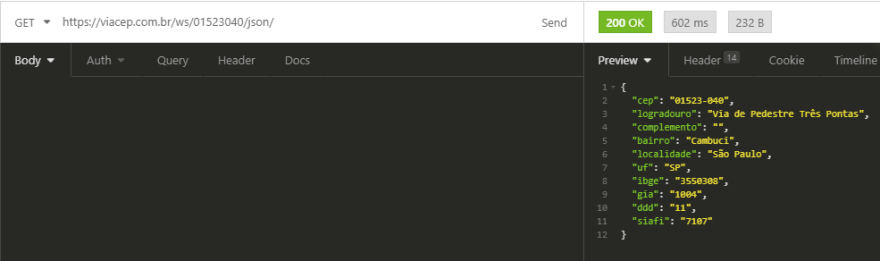 GET https://viacep.com.br/ws/01523040/json/ Send 200 OK 602 ms 232 B
Body Auth Query Header Docs Preview Header 14 Cookie Timeline
1 {
2 "cep": "01523-040",
3 "logradouro": "Via de Pedestre Três Pontas",
4 "complemento": "",
5 "bairro": "Cambuci",
6 "localidade": "São Paulo",
7 "uf": "SP",
8 "ibge": "3550308",
9 "gia": "1004",
10 "ddd": "11",
11 "siafi": "7107"
12 }